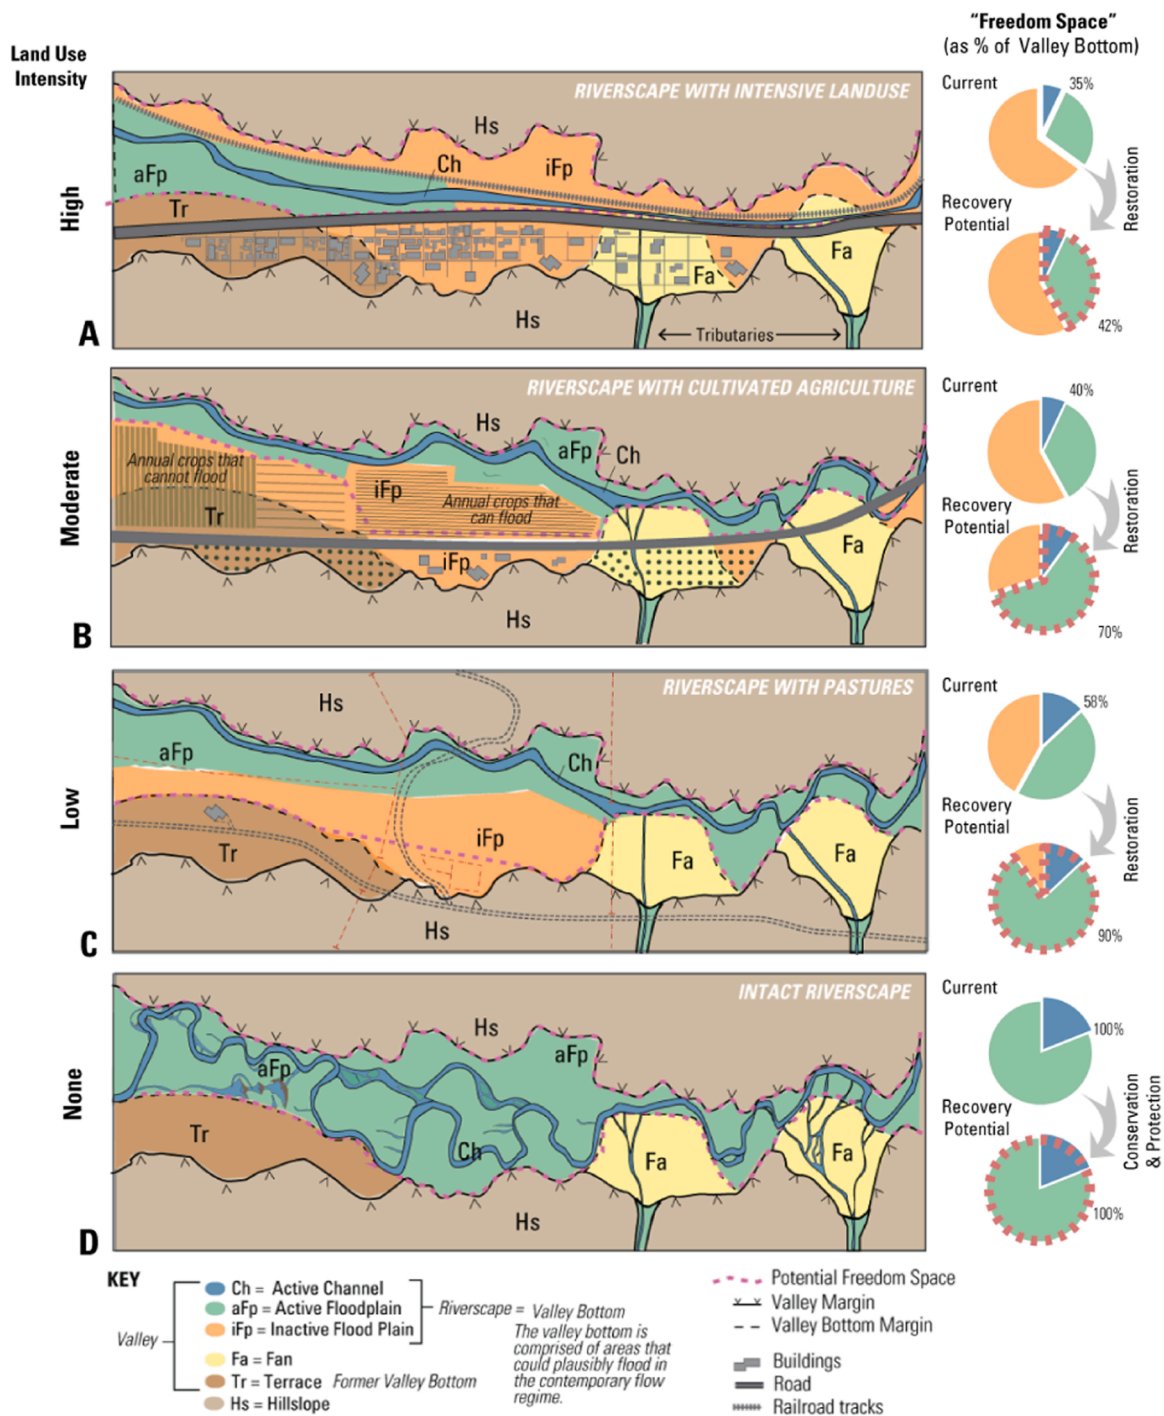 "Freedom Space"
(as % of Valley Bottom)
Land Use
Intensity
High
A
RIVERSCAPE WITH INTENSIVE LANDUSE
Hs
Ch
iFp
aFp
Tr
Fa
Fa
Hs
Tributaries
Current
35%
Restoration
Recovery
Potential
42%
Moderate
B
RIVERSCAPE WITH CULTIVATED AGRICULTURE
Hs
aFp
Ch
Annual crops that
cannot flood
iFp
Annual crops that
can flood
Tr
iFp
Fa
Hs
Current
40%
Restoration
Recovery
Potential
70%
Low
C
RIVERSCAPE WITH PASTURES
Hs
aFp
Ch
iFp
Tr
Fa
Fa
Hs
Current
58%
Restoration
Recovery
Potential
90%
None
D
INTACT RIVERSCAPE
Hs
aFp
aFp
Tr
Ch
Fa
Fa
Hs
Current
100%
Conservation
& Protection
Recovery
Potential
100%
KEY
Valley
Ch = Active Channel
aFp = Active Floodplain
iFp = Inactive Flood Plain
Fa = Fan
Tr = Terrace Former Valley Bottom
Hs = Hillslope
Riverscape = Valley Bottom
The valley bottom is
comprised of areas that
could plausibly flood in
the contemporary flow
regime.
Potential Freedom Space
Valley Margin
Valley Bottom Margin
Buildings
Road
Railroad tracks